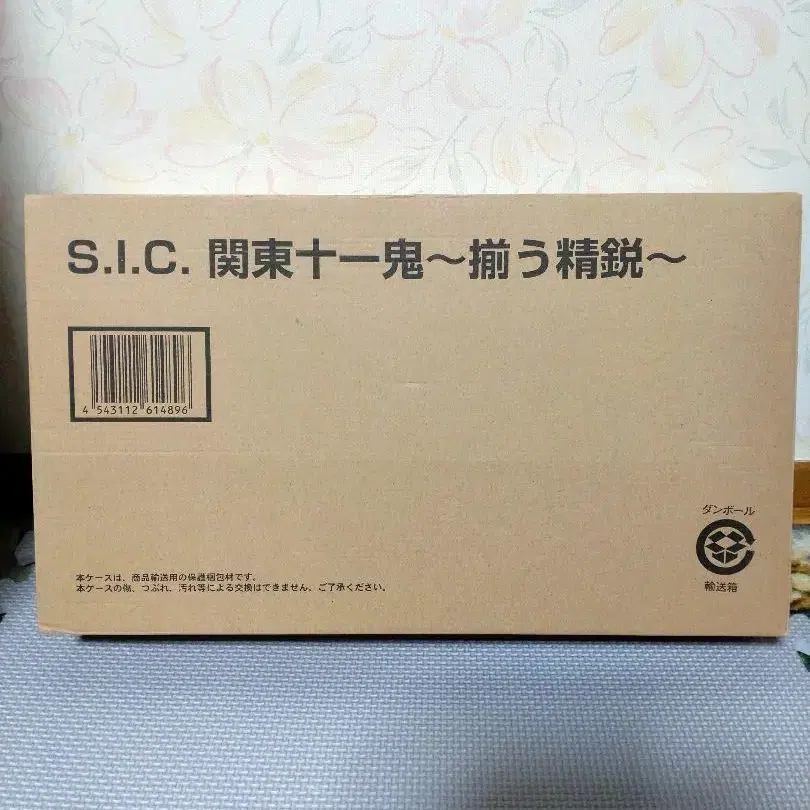 S.I.C. 関東十一鬼～揃う精鋭～
4 543112 614896
ダンボール
輸送箱
本ケースは、商品輸送用の保護梱包材です。
本ケースの傷、つぶれ、汚れ等による交換はできません。ご了承ください。